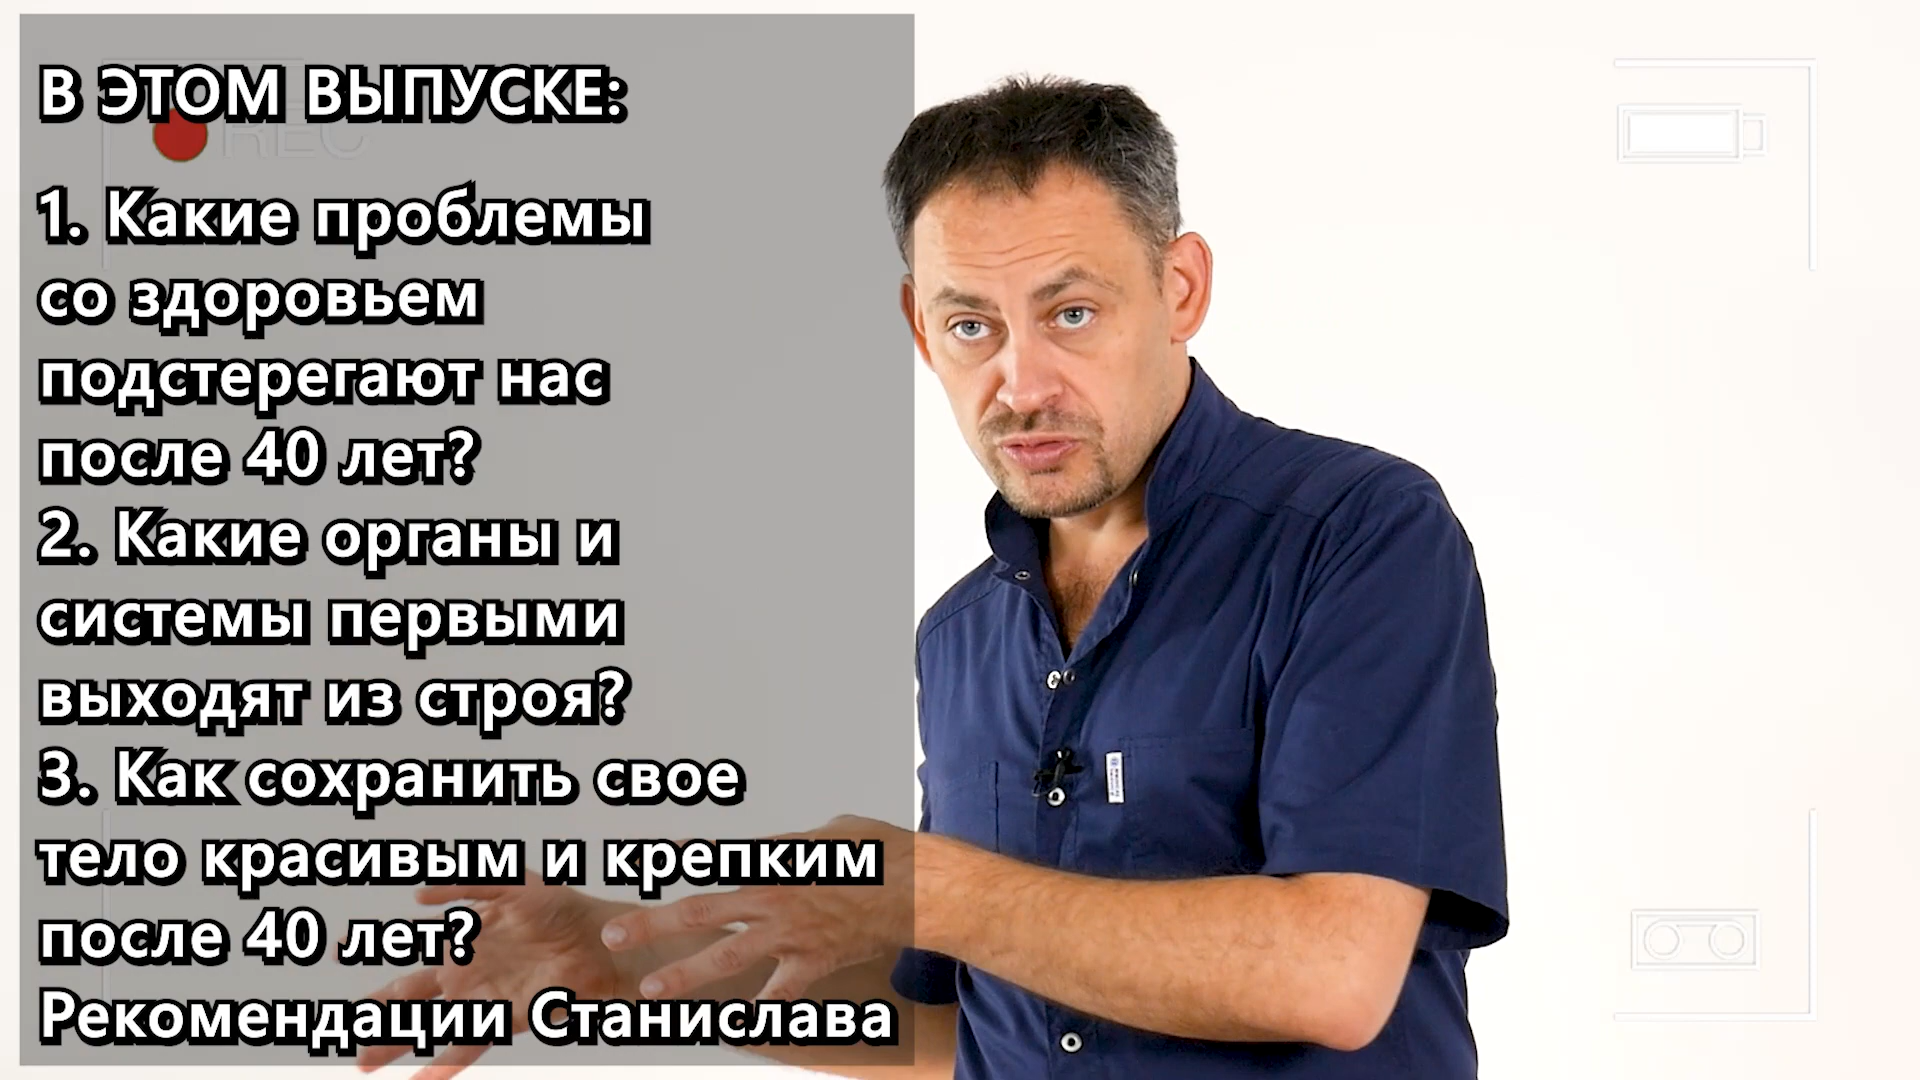 В ЭТОМ ВЫПУСКЕ:
REC
1. Какие проблемы
со здоровьем
подстерегают нас
после 40 лет?
2. Какие органы и
системы первыми
выходят из строя?
3. Как сохранить свое
тело красивым и крепким
после 40 лет?
Рекомендации Станислава